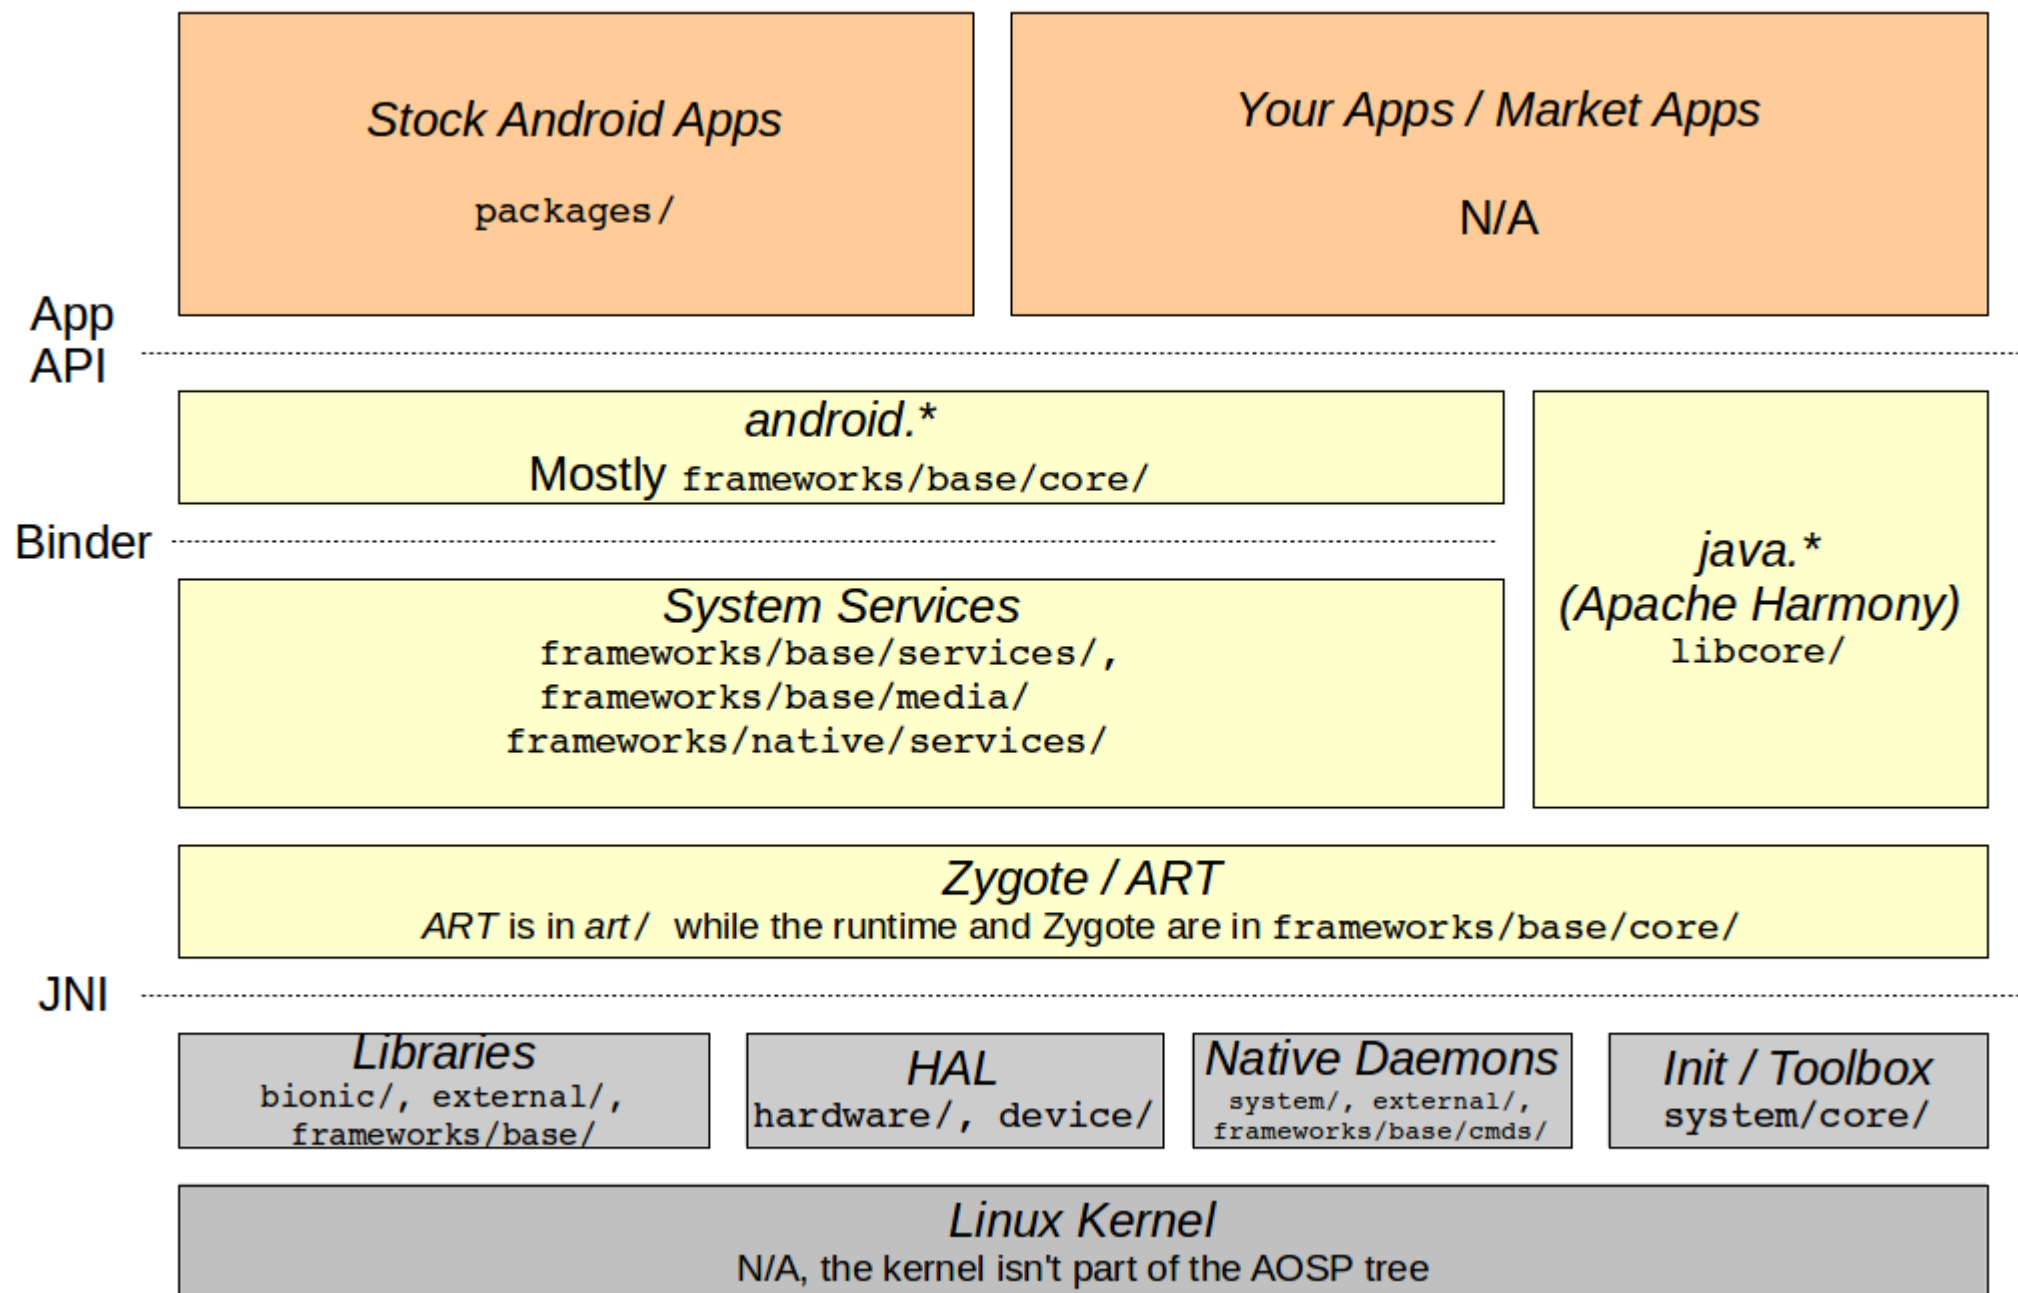 Stock Android Apps
packages/
Your Apps / Market Apps
N/A
App
API
android.*
Mostly frameworks/base/core/
Binder
System Services
frameworks/base/services/,
frameworks/base/media/
frameworks/native/services/
java.*
(Apache Harmony)
libcore/
Zygote / ART
ART is in art/ while the runtime and Zygote are in frameworks/base/core/
JNI
Libraries
bionic/, external/,
frameworks/base/
HAL
hardware/, device/
Native Daemons
system/, external/,
frameworks/base/cmds/
Init / Toolbox
system/core/
Linux Kernel
N/A, the kernel isn't part of the AOSP tree